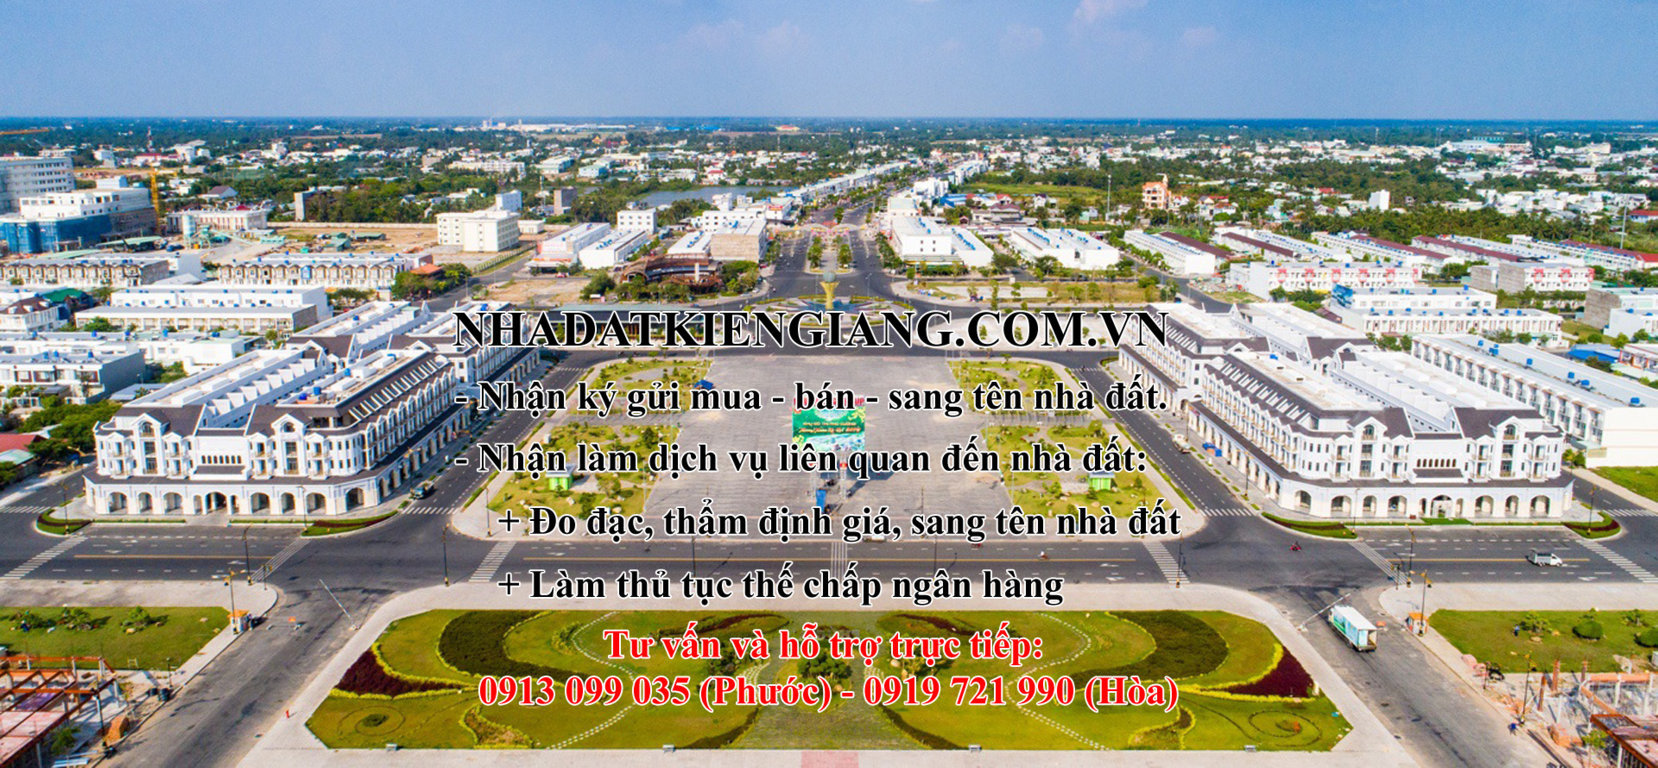 NHADATKIENGIANG.COM.VN
- Nhận ký gửi mua - bán - sang tên nhà đất.
- Nhận làm dịch vụ liên quan đến nhà đất:
+ Đo đạc, thẩm định giá, sang tên nhà đất
+ Làm thủ tục thế chấp ngân hàng
Tư vấn và hỗ trợ trực tiếp:
0913 099 035 (Phước) - 0919 721 990 (Hòa)